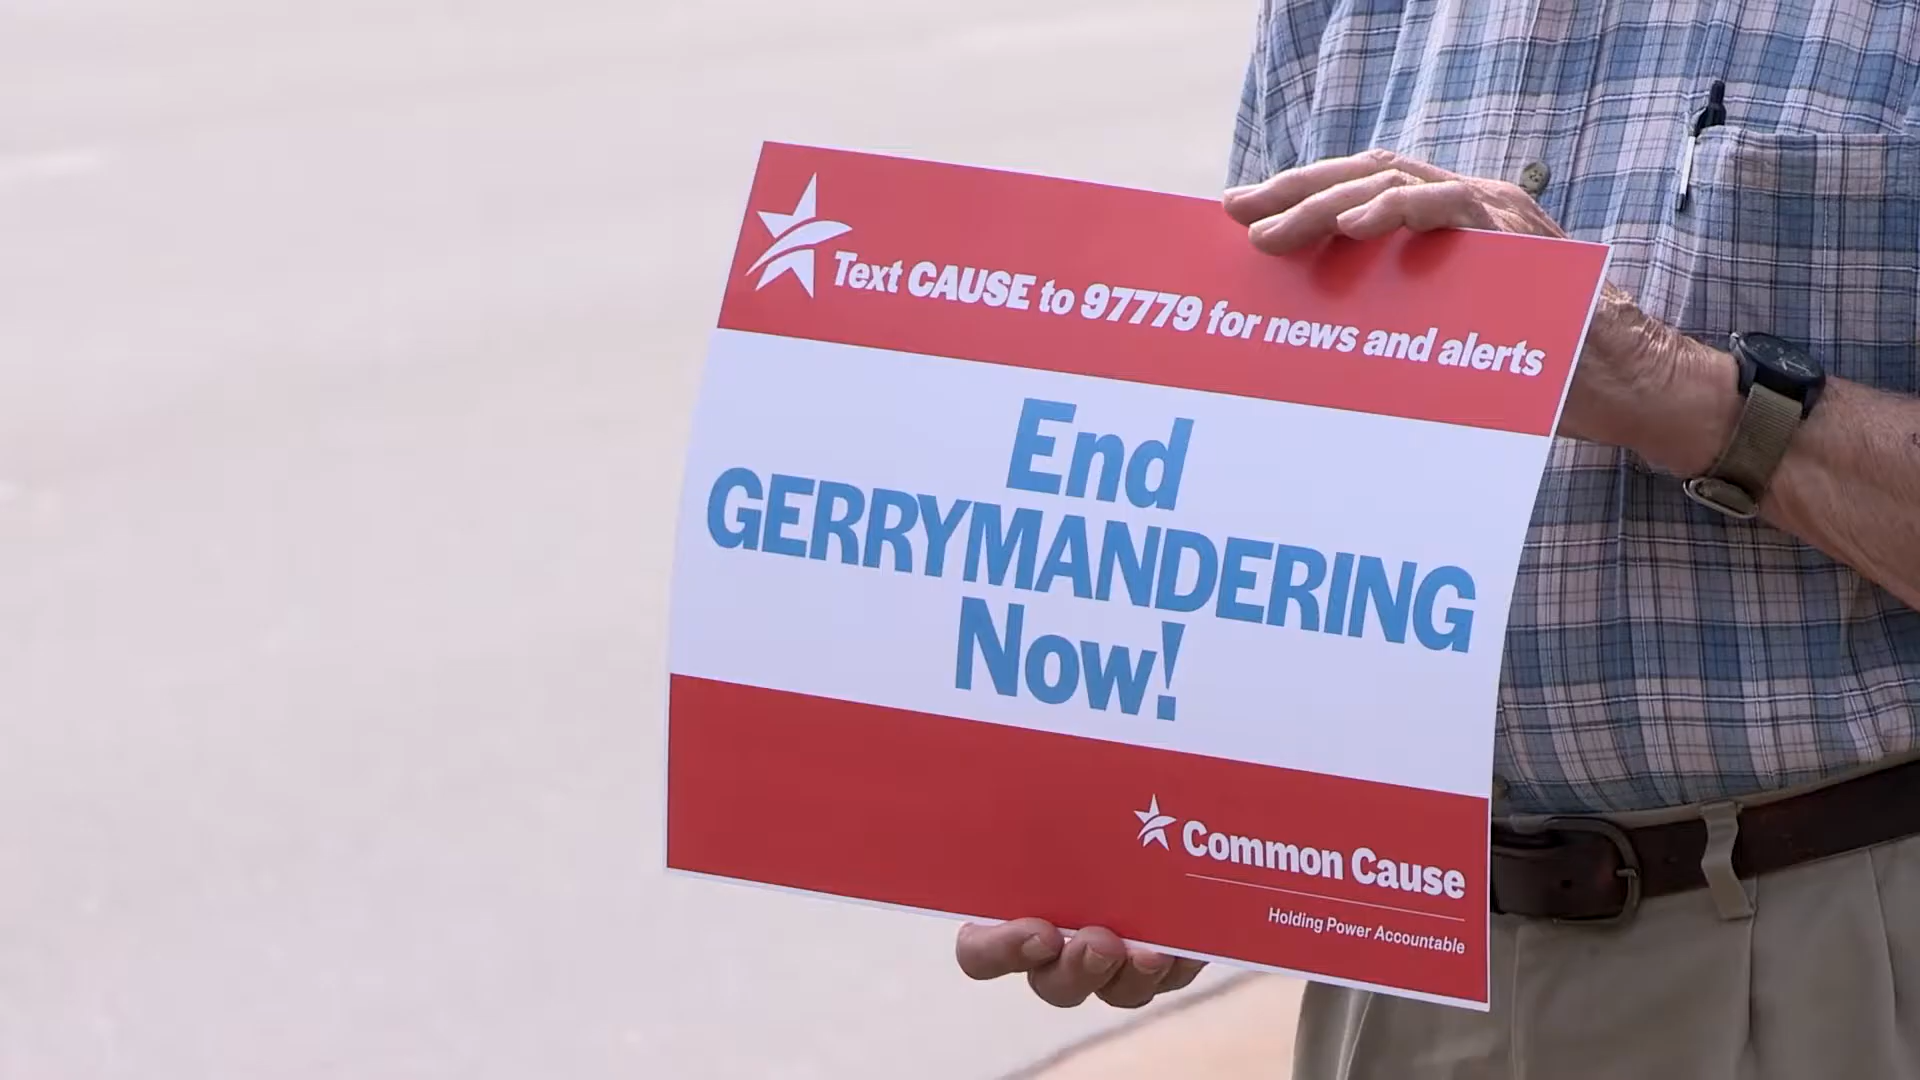 Text CAUSE to 97779 for news and alerts
End
GERRYMANDERING
Now!
Common Cause
Holding Power Accountable